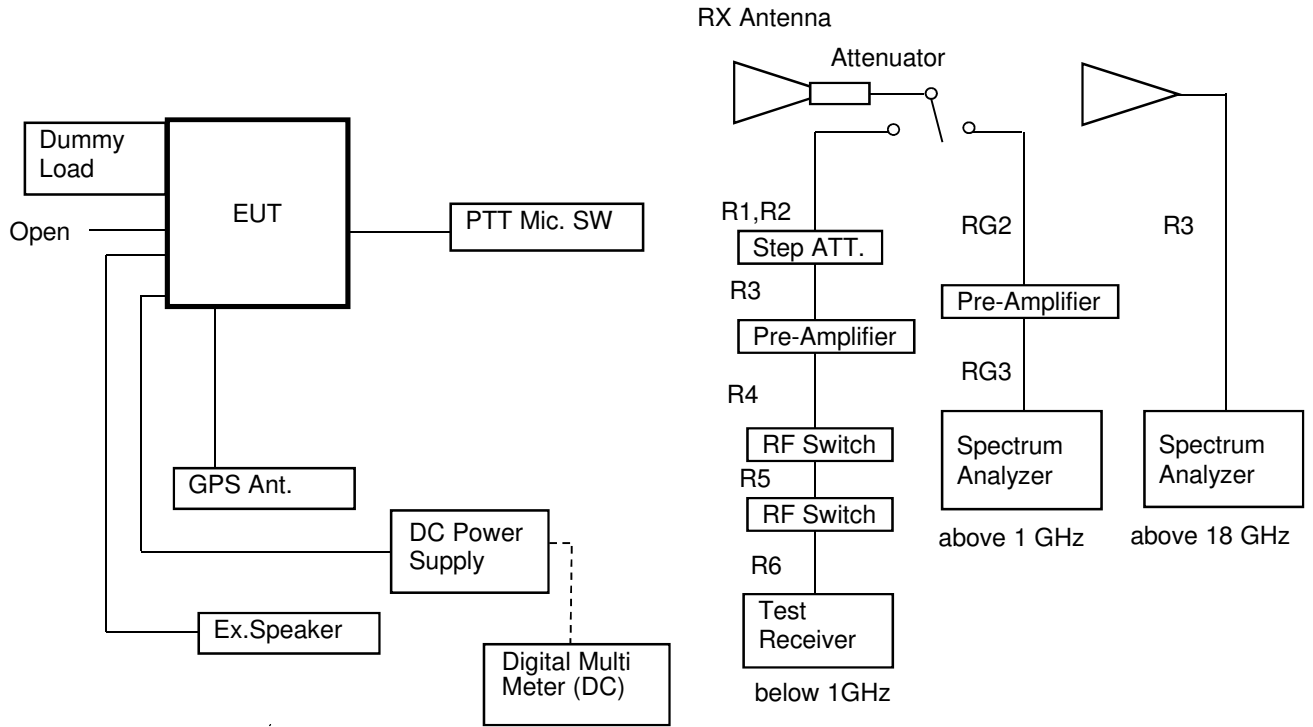 RX Antenna
Attenuator
Dummy
Load
EUT
Open
PTT Mic. SW
GPS Ant.
DC Power
Supply
Ex.Speaker
Digital Multi
Meter (DC)
R1,R2
Step ATT.
R3
Pre-Amplifier
R4
RF Switch
R5
RF Switch
R6
Test
Receiver
below 1GHz
RG2
Pre-Amplifier
RG3
Spectrum
Analyzer
above 1 GHz
R3
Spectrum
Analyzer
above 18 GHz